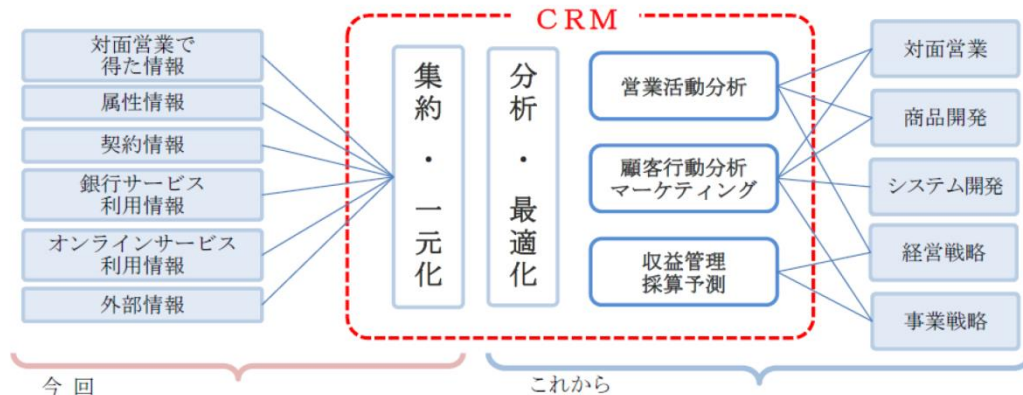 CRM
対面営業で
得た情報
属性情報
契約情報
銀行サービス
利用情報
オンラインサービス
利用情報
外部情報
集約・一元化
分析・最適化
営業活動分析
顧客行動分析
マーケティング
収益管理
採算予測
対面営業
商品開発
システム開発
経営戦略
事業戦略
今回
これから